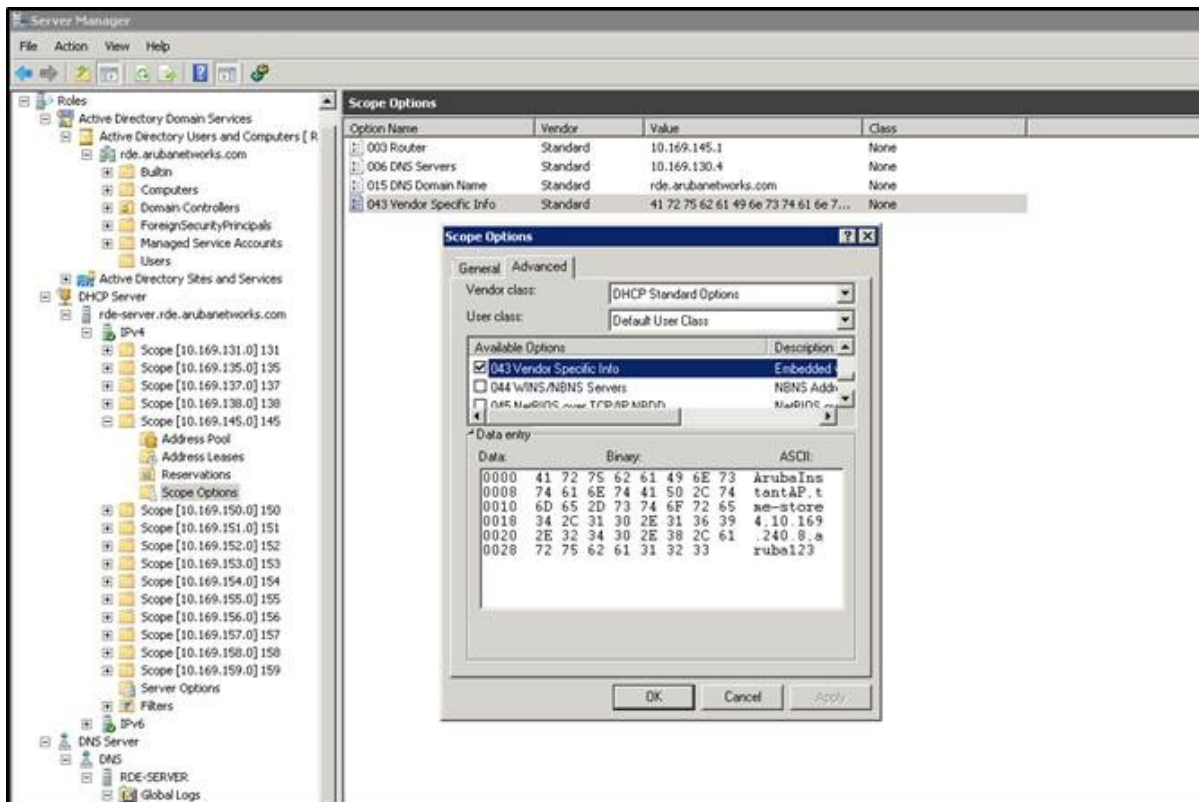 Server Manager
File Action View Help
Roles
Active Directory Domain Services
Active Directory Users and Computers [ R
rde.arubanetworks.com
Builtin
Computers
Domain Controllers
ForeignSecurityPrincipals
Managed Service Accounts
Users
Active Directory Sites and Services
DHCP Server
rde-server.rde.arubanetworks.com
IPv4
Scope [10.169.131.0] 131
Scope [10.169.135.0] 135
Scope [10.169.137.0] 137
Scope [10.169.138.0] 138
Scope [10.169.145.0] 145
Address Pool
Address Leases
Reservations
Scope Options
Scope [10.169.150.0] 150
Scope [10.169.151.0] 151
Scope [10.169.152.0] 152
Scope [10.169.153.0] 153
Scope [10.169.154.0] 154
Scope [10.169.155.0] 155
Scope [10.169.156.0] 156
Scope [10.169.157.0] 157
Scope [10.169.158.0] 158
Scope [10.169.159.0] 159
Server Options
Filters
IPv6
DNS Server
DNS
RDE-SERVER
Global Logs
Scope Options
Option Name Vendor Value Class
003 Router Standard 10.169.145.1 None
006 DNS Servers Standard 10.169.130.4 None
015 DNS Domain Name Standard rde.arubanetworks.com None
043 Vendor Specific Info Standard 41 72 75 62 61 49 6e 73 74 61 6e 7... None
Scope Options
General Advanced
Vendor class: DHCP Standard Options
User class: Default User Class
Available Options Description
043 Vendor Specific Info Embedded
044 WINS/NBNS Servers NBNS Addr
045 NetBIOS over TCP/IP NBDD NetBIOS
Data entry
Data: Binary: ASCII:
0000 41 72 75 62 61 49 6E 73 ArubaIns
0008 74 61 6E 74 41 50 2C 74 tantAP,t
0010 6D 65 2D 73 74 6F 72 65 me-store
0018 34 2C 31 30 2E 31 36 39 4,10.169
0020 2E 32 34 30 2E 38 2C 61 .240.8,a
0028 72 75 62 61 31 32 33 ruba123
OK Cancel Apply